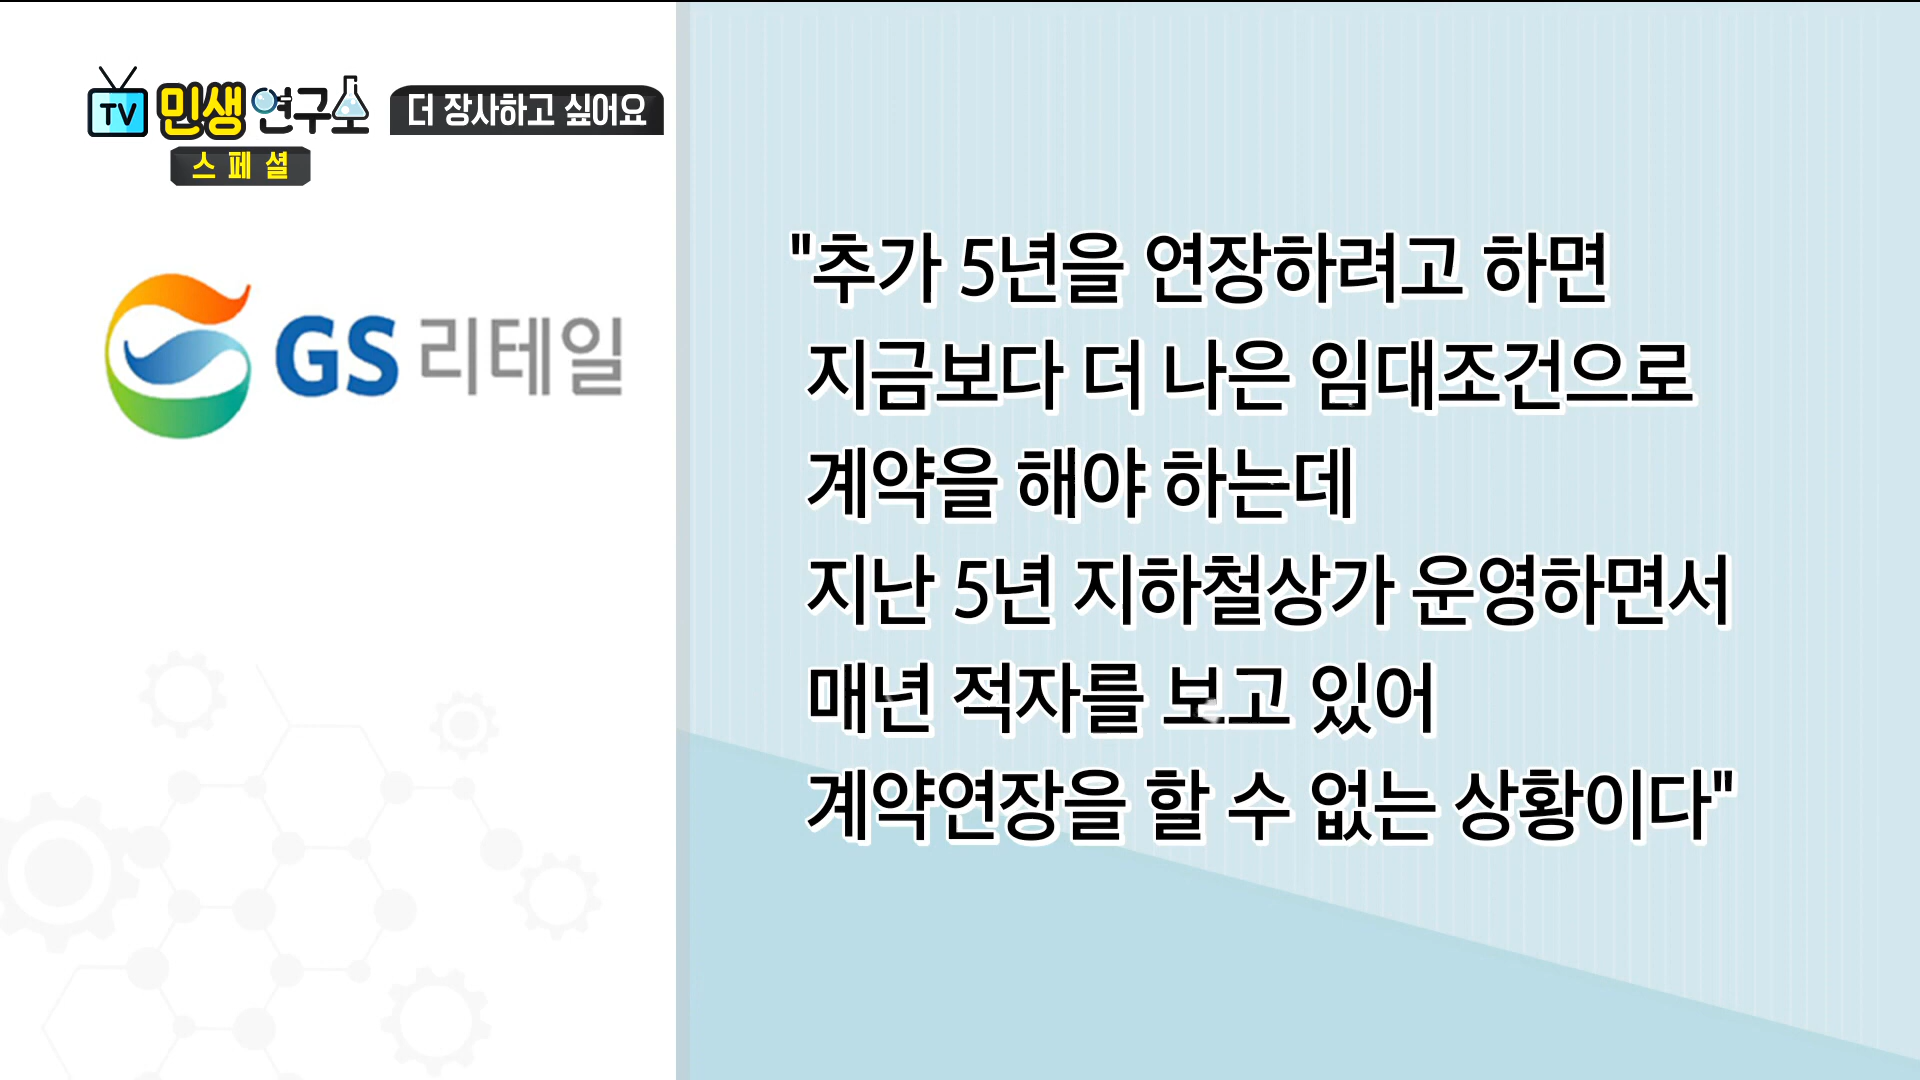 TV 민생연구소 더 장사하고 싶어요
스페셜
GS리테일
"추가 5년을 연장하려고 하면
지금보다 더 나은 임대조건으로
계약을 해야 하는데
지난 5년 지하철상가 운영하면서
매년 적자를 보고 있어
계약연장을 할 수 없는 상황이다"